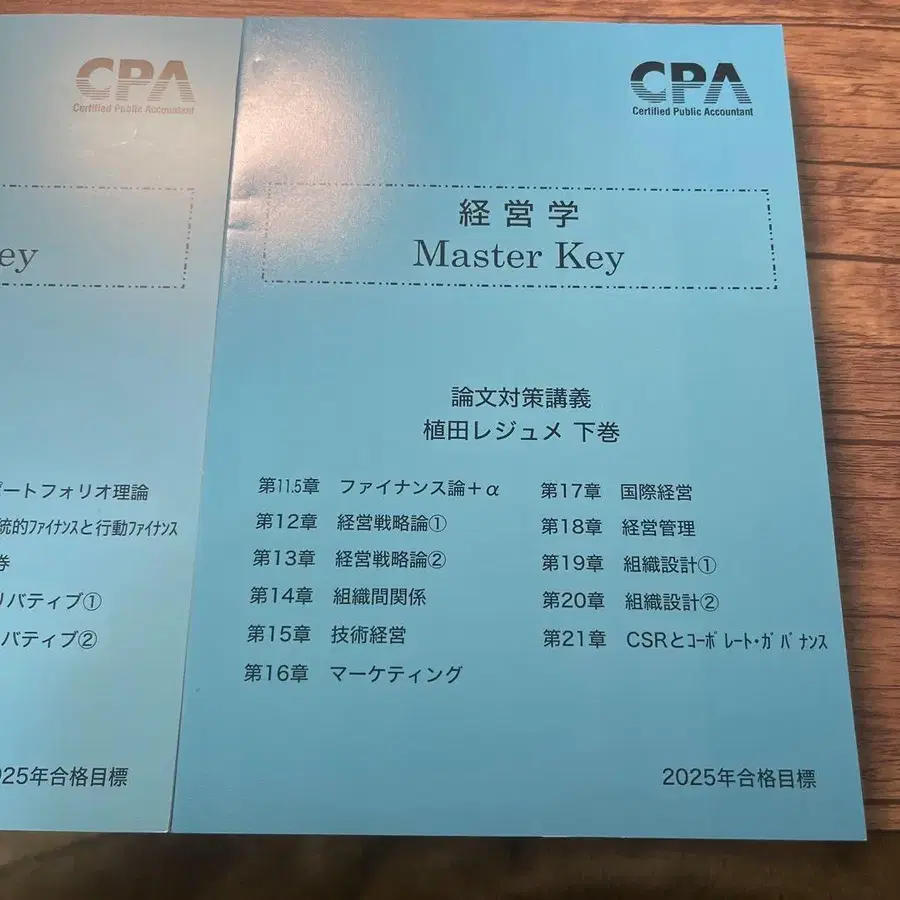 CPA
Certified Public Accountant
ートフォリオ理論
統的ファイナンスと行動ファイナンス
券
リバティブ①
バティブ②
25年合格目標
CPA
Certified Public Accountant
経営学
Master Key
論文対策講義
植田レジュメ 下巻
第11.5章 ファイナンス論+α
第12章 経営戦略論①
第13章 経営戦略論②
第14章 組織間関係
第15章 技術経営
第16章 マーケティング
第17章 国際経営
第18章 経営管理
第19章 組織設計①
第20章 組織設計②
第21章 CSRとコーポレート・ガバナンス
2025年合格目標